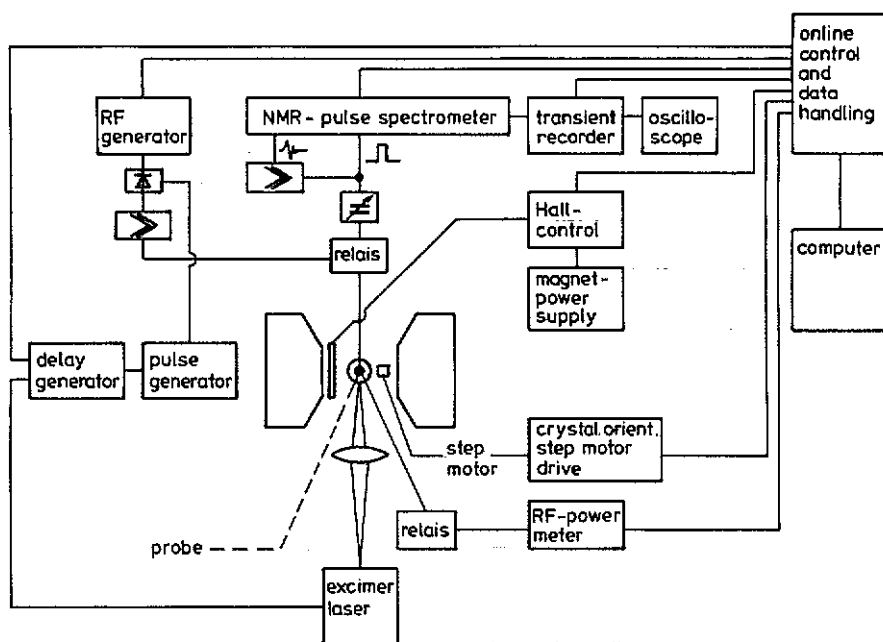 online
control
and
data
handling
RF
generator
NMR - pulse spectrometer
transient
recorder
oscillo-
scope
Hall-
control
relais
magnet-
power
supply
computer
delay
generator
pulse
generator
step
motor
crystal.orient.
step motor
drive
relais
RF-power
meter
probe
excimer
laser